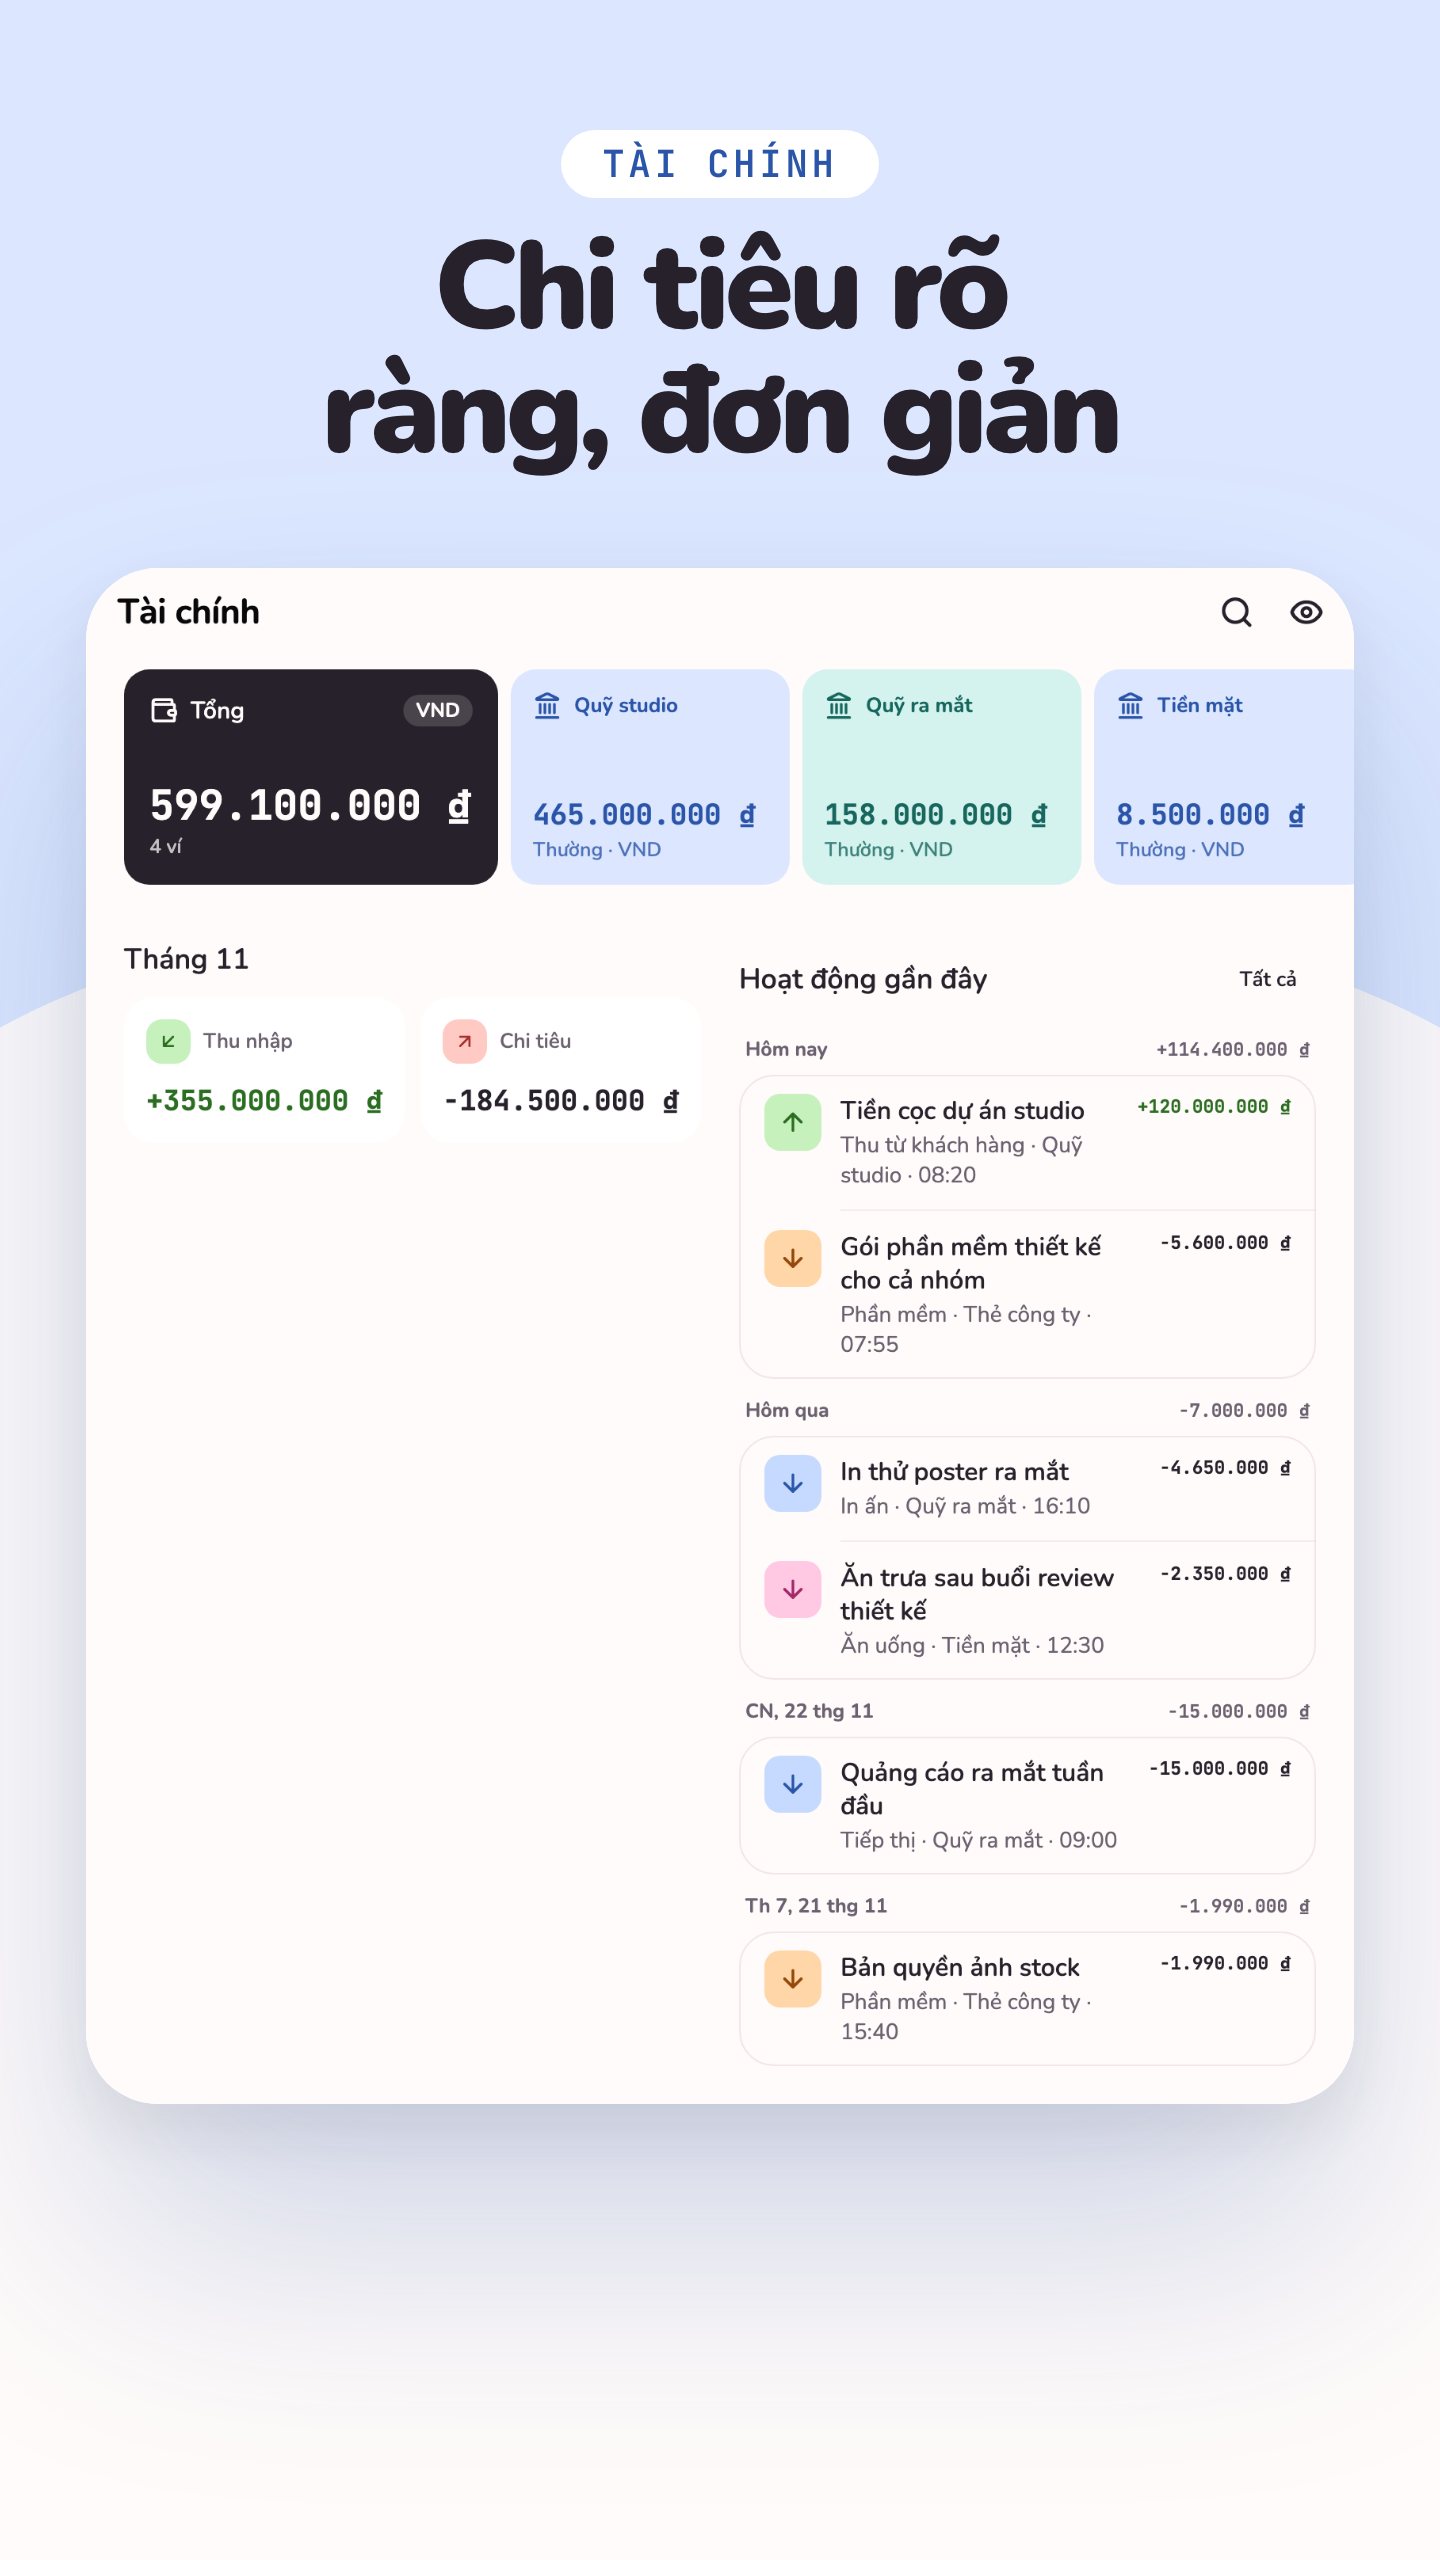 TÀI CHÍNH
Chi tiêu rõ
ràng, đơn giản
Tài chính
Tổng
VND
599.100.000 ₫
4 ví
Quỹ studio
465.000.000 ₫
Thường · VND
Quỹ ra mắt
158.000.000 ₫
Thường · VND
Tiền mặt
8.500.000 ₫
Thường · VND
Tháng 11
Thu nhập
+355.000.000 ₫
Chi tiêu
-184.500.000 ₫
Hoạt động gần đây
Tất cả
Hôm nay
+114.400.000 ₫
Tiền cọc dự án studio
+120.000.000 ₫
Thu từ khách hàng · Quỹ
studio · 08:20
Gói phần mềm thiết kế
cho cả nhóm
-5.600.000 ₫
Phần mềm · Thẻ công ty ·
07:55
Hôm qua
-7.000.000 ₫
In thử poster ra mắt
-4.650.000 ₫
In ấn · Quỹ ra mắt · 16:10
Ăn trưa sau buổi review
thiết kế
-2.350.000 ₫
Ăn uống · Tiền mặt · 12:30
CN, 22 thg 11
-15.000.000 ₫
Quảng cáo ra mắt tuần
đầu
-15.000.000 ₫
Tiếp thị · Quỹ ra mắt · 09:00
Th 7, 21 thg 11
-1.990.000 ₫
Bản quyền ảnh stock
-1.990.000 ₫
Phần mềm · Thẻ công ty ·
15:40